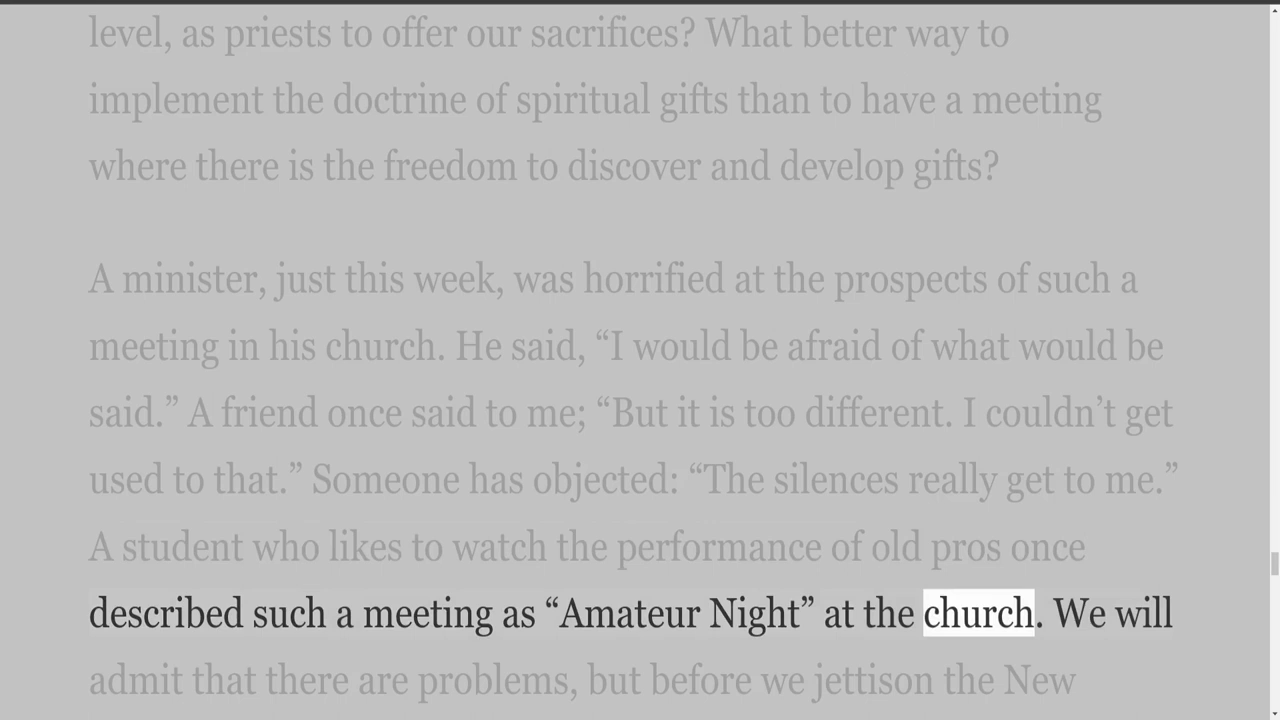 level, as priests to offer our sacrifices? What better way to
implement the doctrine of spiritual gifts than to have a meeting
where there is the freedom to discover and develop gifts?
A minister, just this week, was horrified at the prospects of such a
meeting in his church. He said, “I would be afraid of what would be
said.” A friend once said to me; “But it is too different. I couldn’t get
used to that.” Someone has objected: “The silences really get to me.”
A student who likes to watch the performance of old pros once
described such a meeting as “Amateur Night” at the church. We will
admit that there are problems, but before we jettison the New